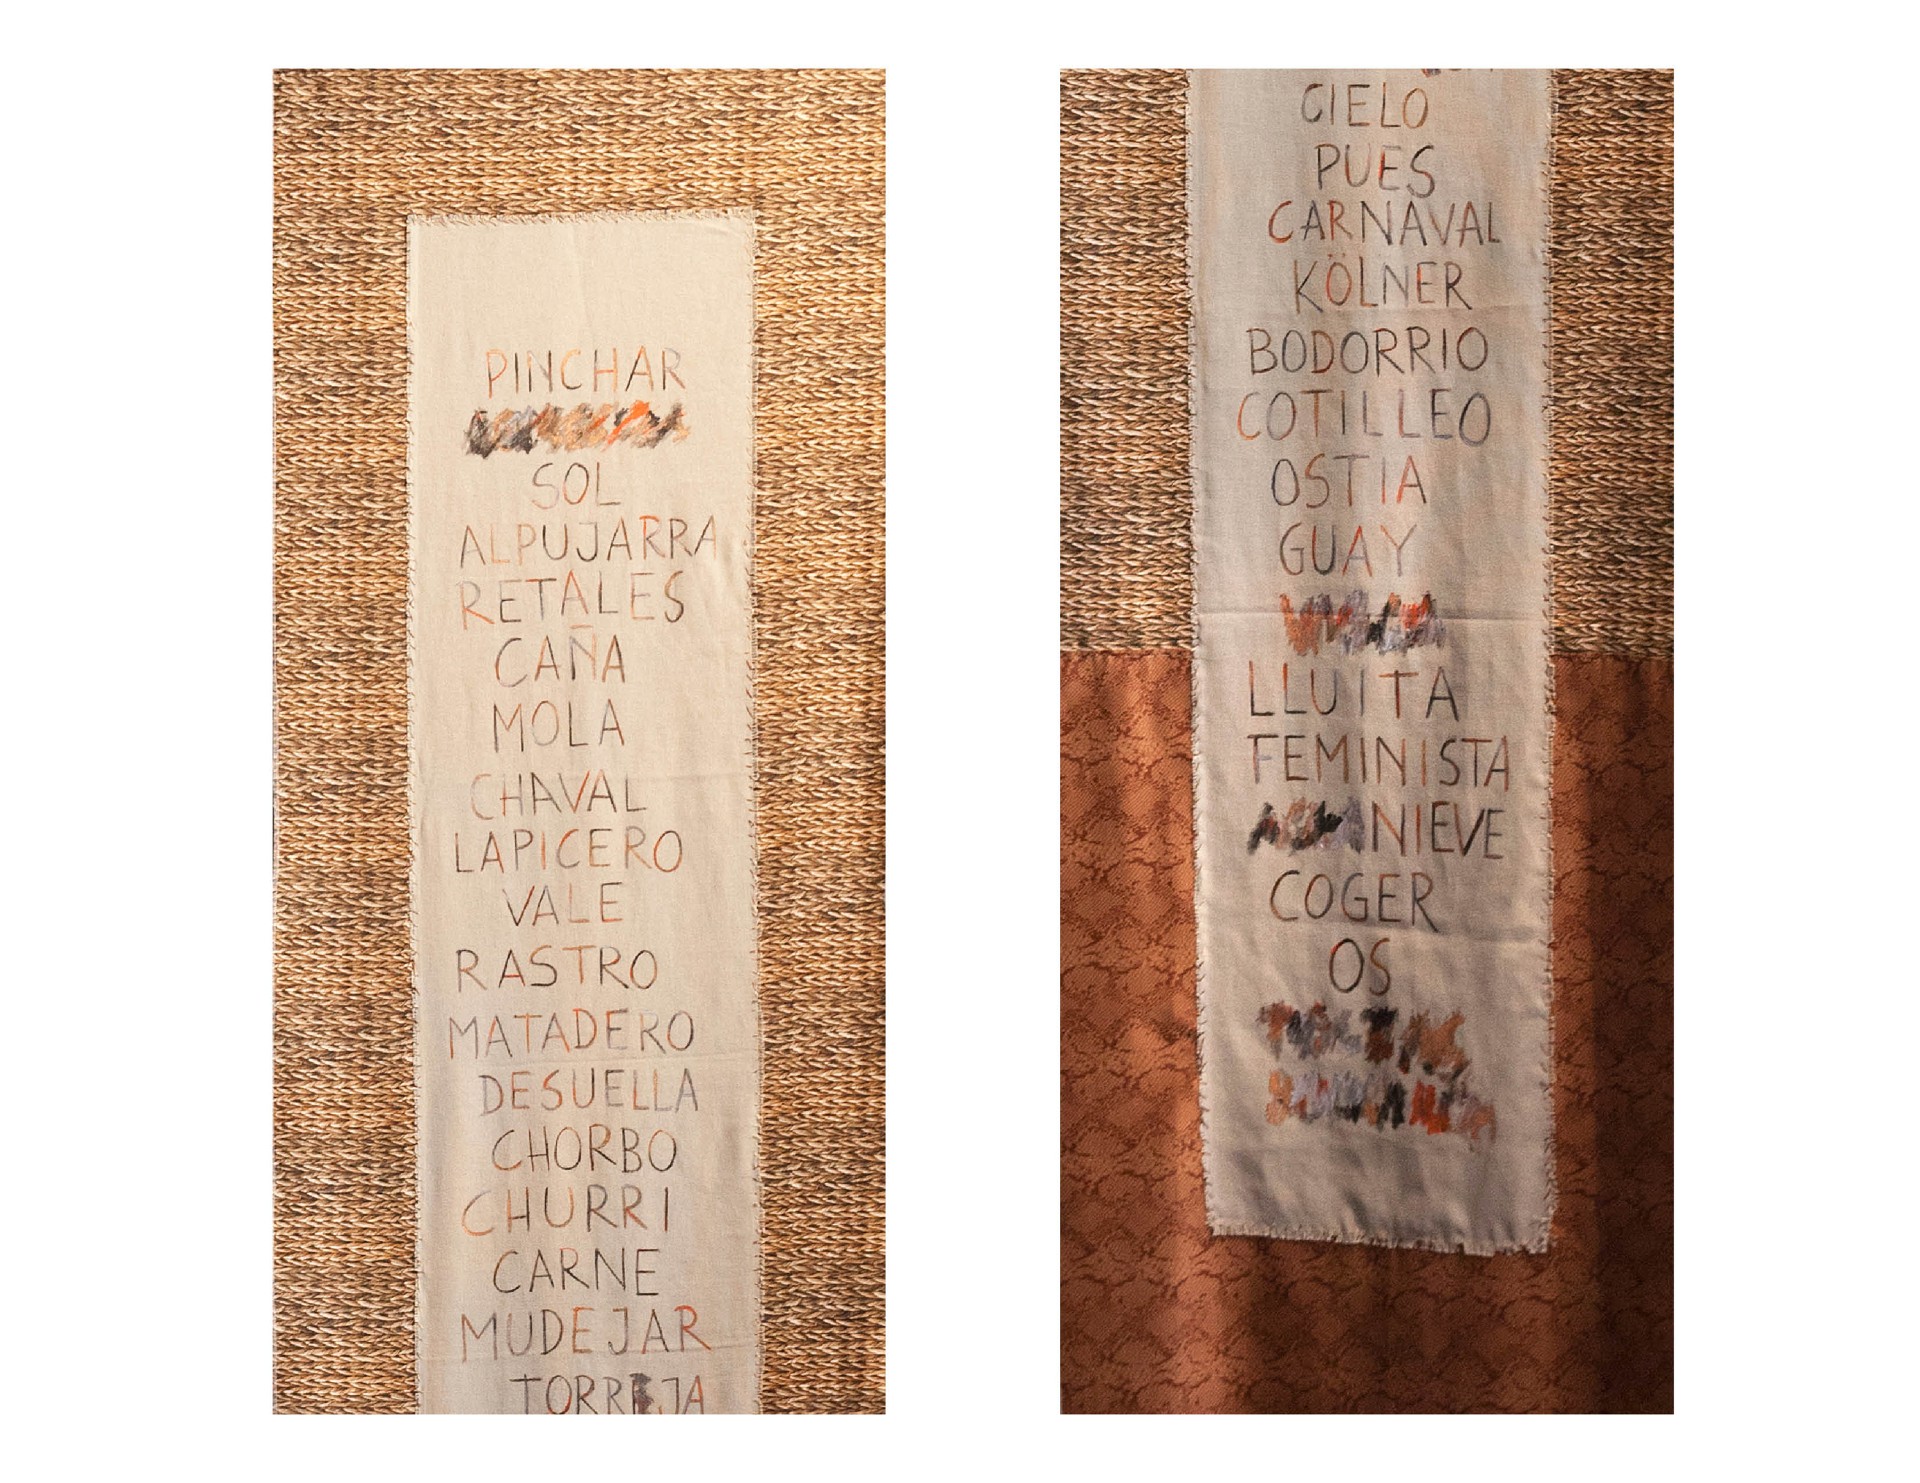 PINCHAR
SOL
ALPUJARRA
RETALES
CAÑA
MOLA
CHAVAL
LAPICERO
VALE
RASTRO
MATADERO
DESUELLA
CHORBO
CHURRI
CARNE
MUDEJAR
TORRIJA
CIELO
PUES
CARNAVAL
KÖLNER
BODORRIO
COTILLEO
OSTIA
GUAY
LLUITA
FEMINISTA
NIEVE
COGER
OS